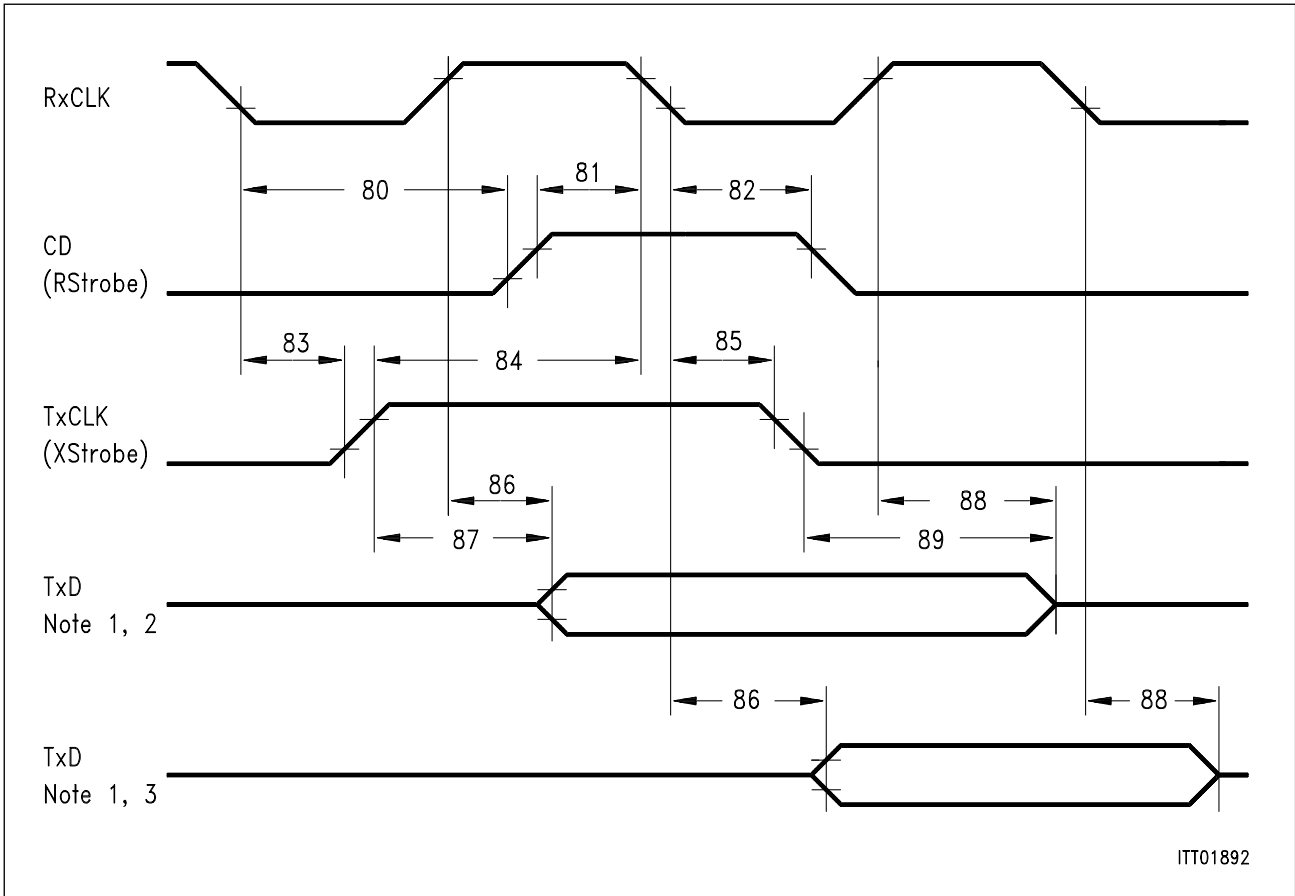 RxCLK
80
81
82
CD
(RStrobe)
83
84
85
TxCLK
(XStrobe)
86
88
87
89
TxD
Note 1, 2
86
88
TxD
Note 1, 3
ITT01892